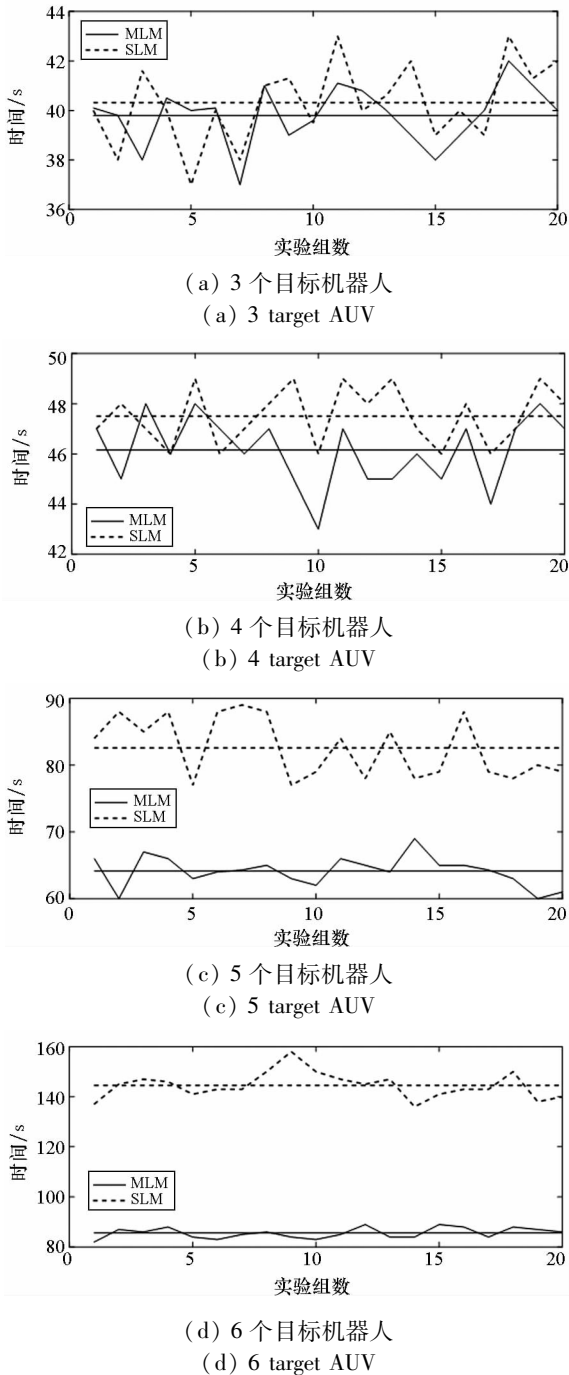 44
42
40
38
36
时间/s
MLM
SLM
0
5
10
15
20
实验组数
(a) 3 个目标机器人
(a) 3 target AUV
50
48
46
44
42
时间/s
MLM
SLM
0
5
10
15
20
实验组数
(b) 4 个目标机器人
(b) 4 target AUV
90
80
70
60
时间/s
MLM
SLM
0
5
10
15
20
实验组数
(c) 5 个目标机器人
(c) 5 target AUV
160
140
120
100
80
时间/s
MLM
SLM
0
5
10
15
20
实验组数
(d) 6 个目标机器人
(d) 6 target AUV